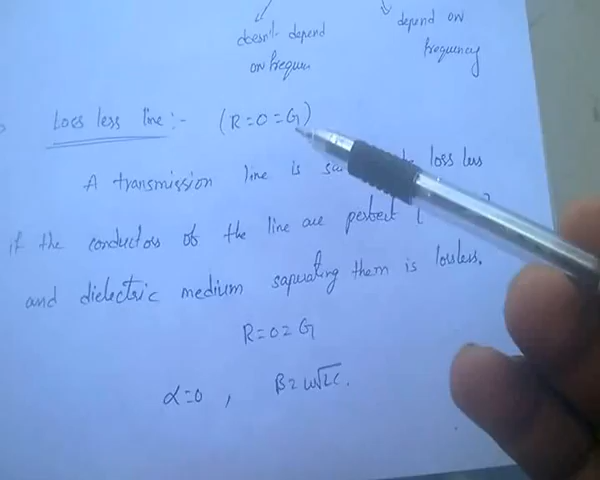 doesn't depend
on frequen
depend on
frequency
Loss less line:- (R=0=G)
A transmission line is loss less
if the conductors of the line are perfect
and dielectric medium sapurating them is lossless.
R=0=G
α=0 , β=ω√LC.